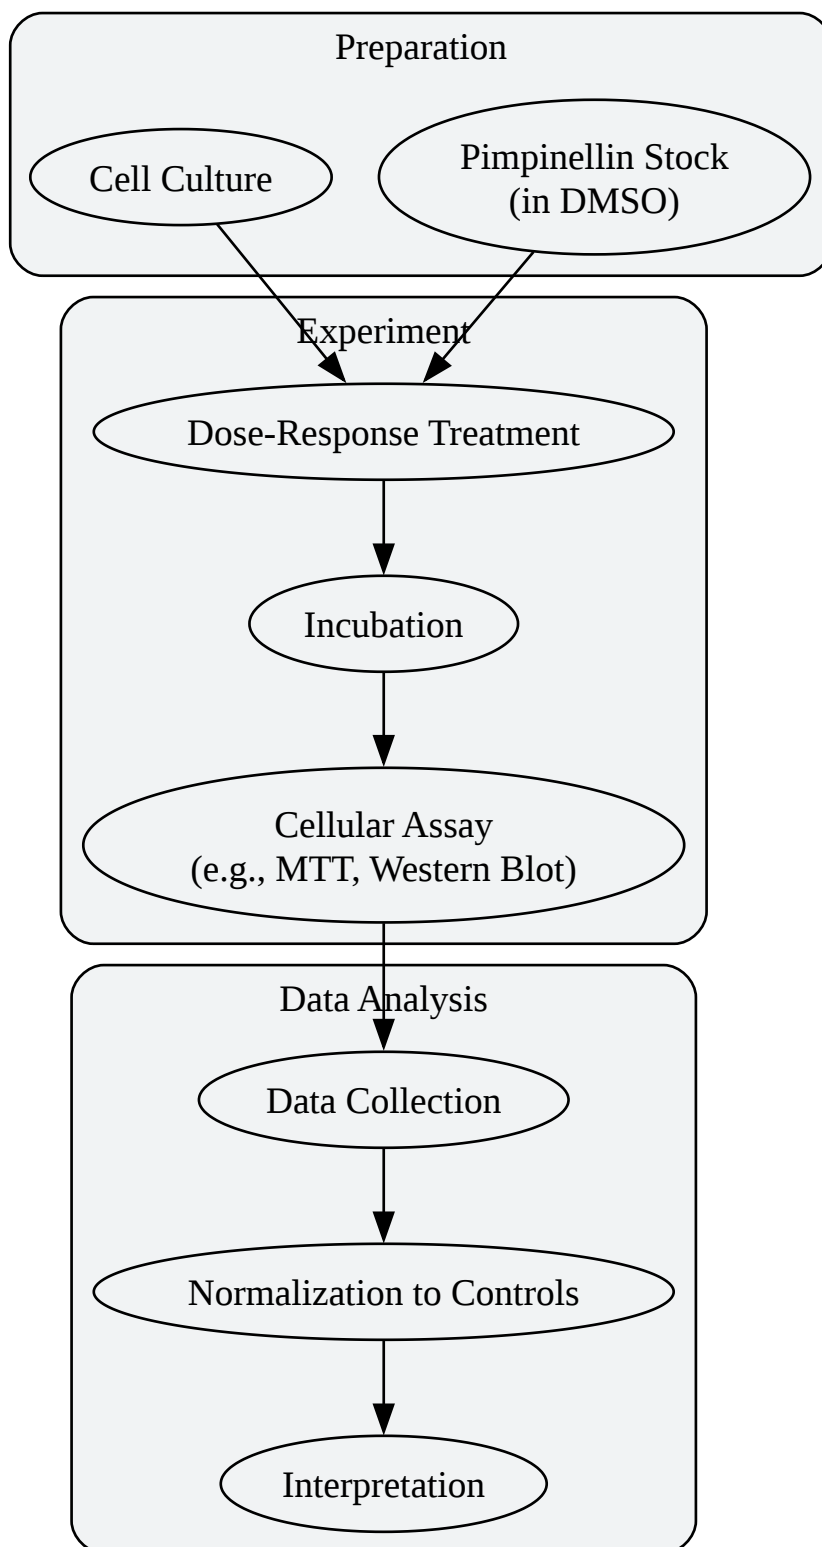 Preparation
Cell Culture
Pimpinellin Stock
(in DMSO)
Experiment
Dose-Response Treatment
Incubation
Cellular Assay
(e.g., MTT, Western Blot)
Data Analysis
Data Collection
Normalization to Controls
Interpretation